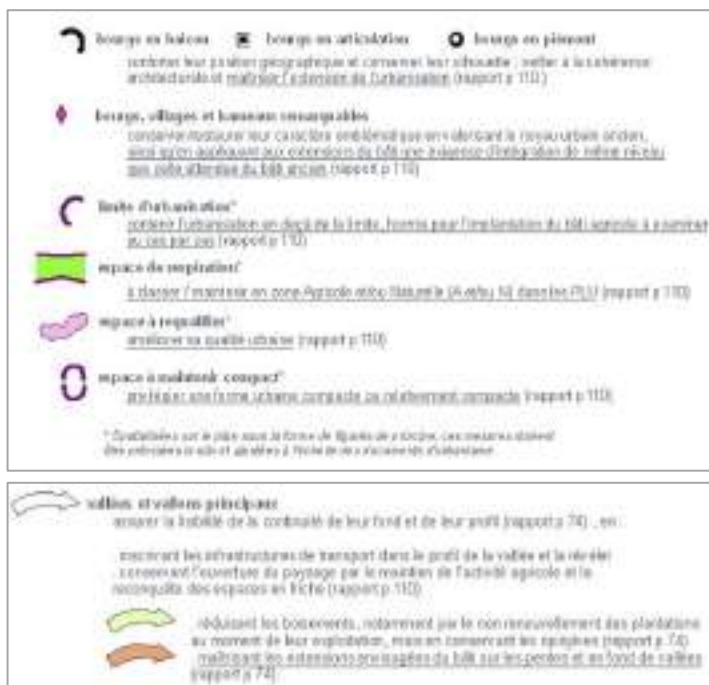 bourgs en balcon bourgs en articulation bourgs en piémont
conforter leur position géographique et conserver leur silhouette ; veiller à la cohérence
architecturale et maîtriser l'extension de l'urbanisation (rapport p 110 )
bourgs, villages et hameaux remarquables
conserver/restaurer leur caractère emblématique en valorisant le noyau urbain ancien,
ainsi qu'en appliquant aux extensions du bâti une exigence d'intégration de même niveau
que celle attendue du bâti ancien (rapport p 110)
limite d'urbanisation*
contenir l'urbanisation en deçà de la limite, hormis pour l'implantation du bâti agricole à examiner
au cas par cas (rapport p 110)
espace de respiration*
à classer / maintenir en zone Agricole et/ou Naturelle (A et/ou N) dans les PLU (rapport p 110)
espace à requalifier*
améliorer sa qualité urbaine (rapport p 110)
espace à maintenir compact*
privilégier une forme urbaine compacte ou relativement compacte (rapport p 110)
* Spatialisées sur le plan sous la forme de figures de principe, ces mesures doivent
être précisées et adaptées à l'échelle des documents d'urbanisme
vallées et vallons principaux
assurer la lisibilité de la continuité de leur fond et de leur profil (rapport p 74) , en :
. inscrivant les infrastructures de transport dans le profil de la vallée et la révéler
. conservant l'ouverture du paysage par le maintien de l'activité agricole et la
reconquête des espaces en friche (rapport p 110)
. réduisant les boisements, notamment par le non renouvellement des plantations
au moment de leur exploitation, mais en conservant les ripisylves (rapport p 74)
. maîtrisant les extensions envisagées du bâti sur les pentes et en fond de vallées
(rapport p 74)